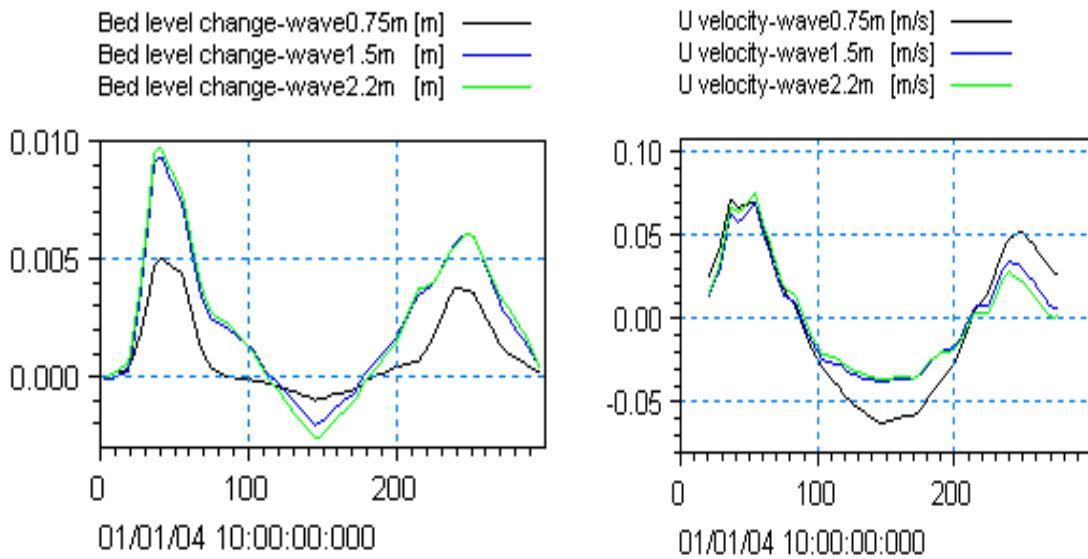 Bed level change-wave0.75m [m]
Bed level change-wave1.5m [m]
Bed level change-wave2.2m [m]
0.010
0.005
0.000
0 100 200
01/01/04 10:00:00:000
U velocity-wave0.75m [m/s]
U velocity-wave1.5m [m/s]
U velocity-wave2.2m [m/s]
0.10
0.05
0.00
-0.05
0 100 200
01/01/04 10:00:00:000